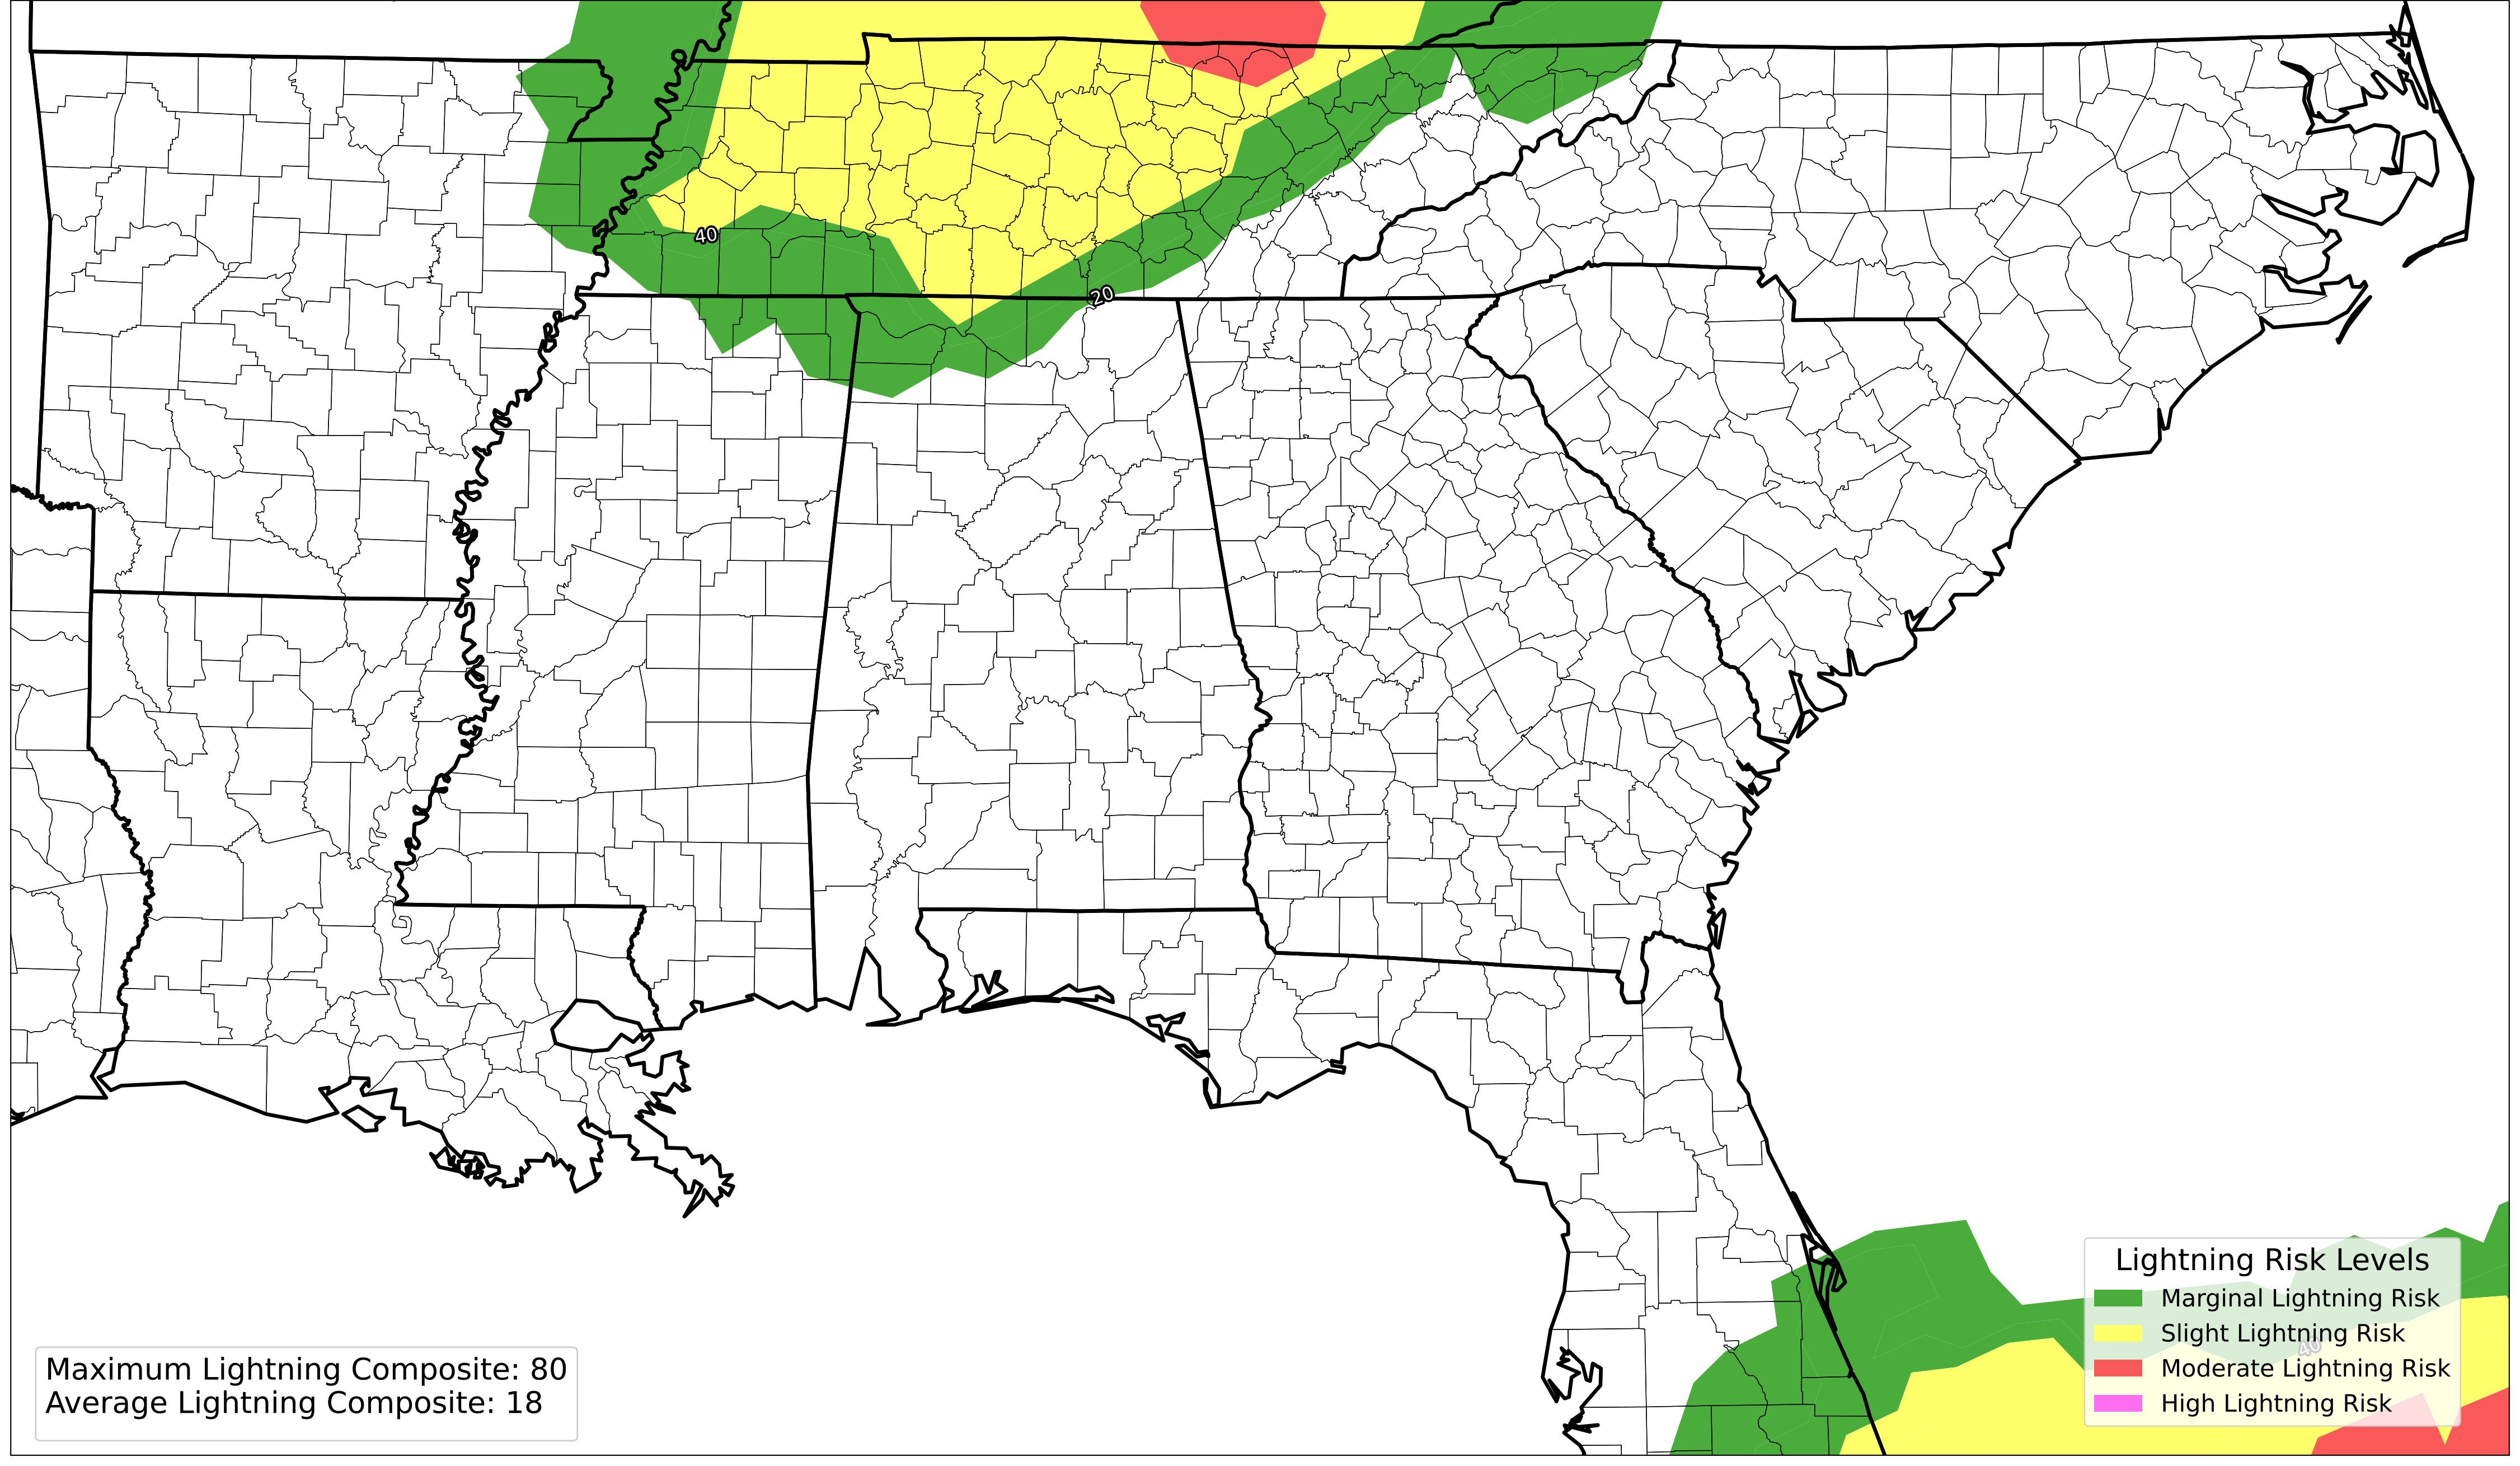 40
20
Lightning Risk Levels
Marginal Lightning Risk
Slight Lightning Risk
40
Moderate Lightning Risk
High Lightning Risk
Maximum Lightning Composite: 80
Average Lightning Composite: 18